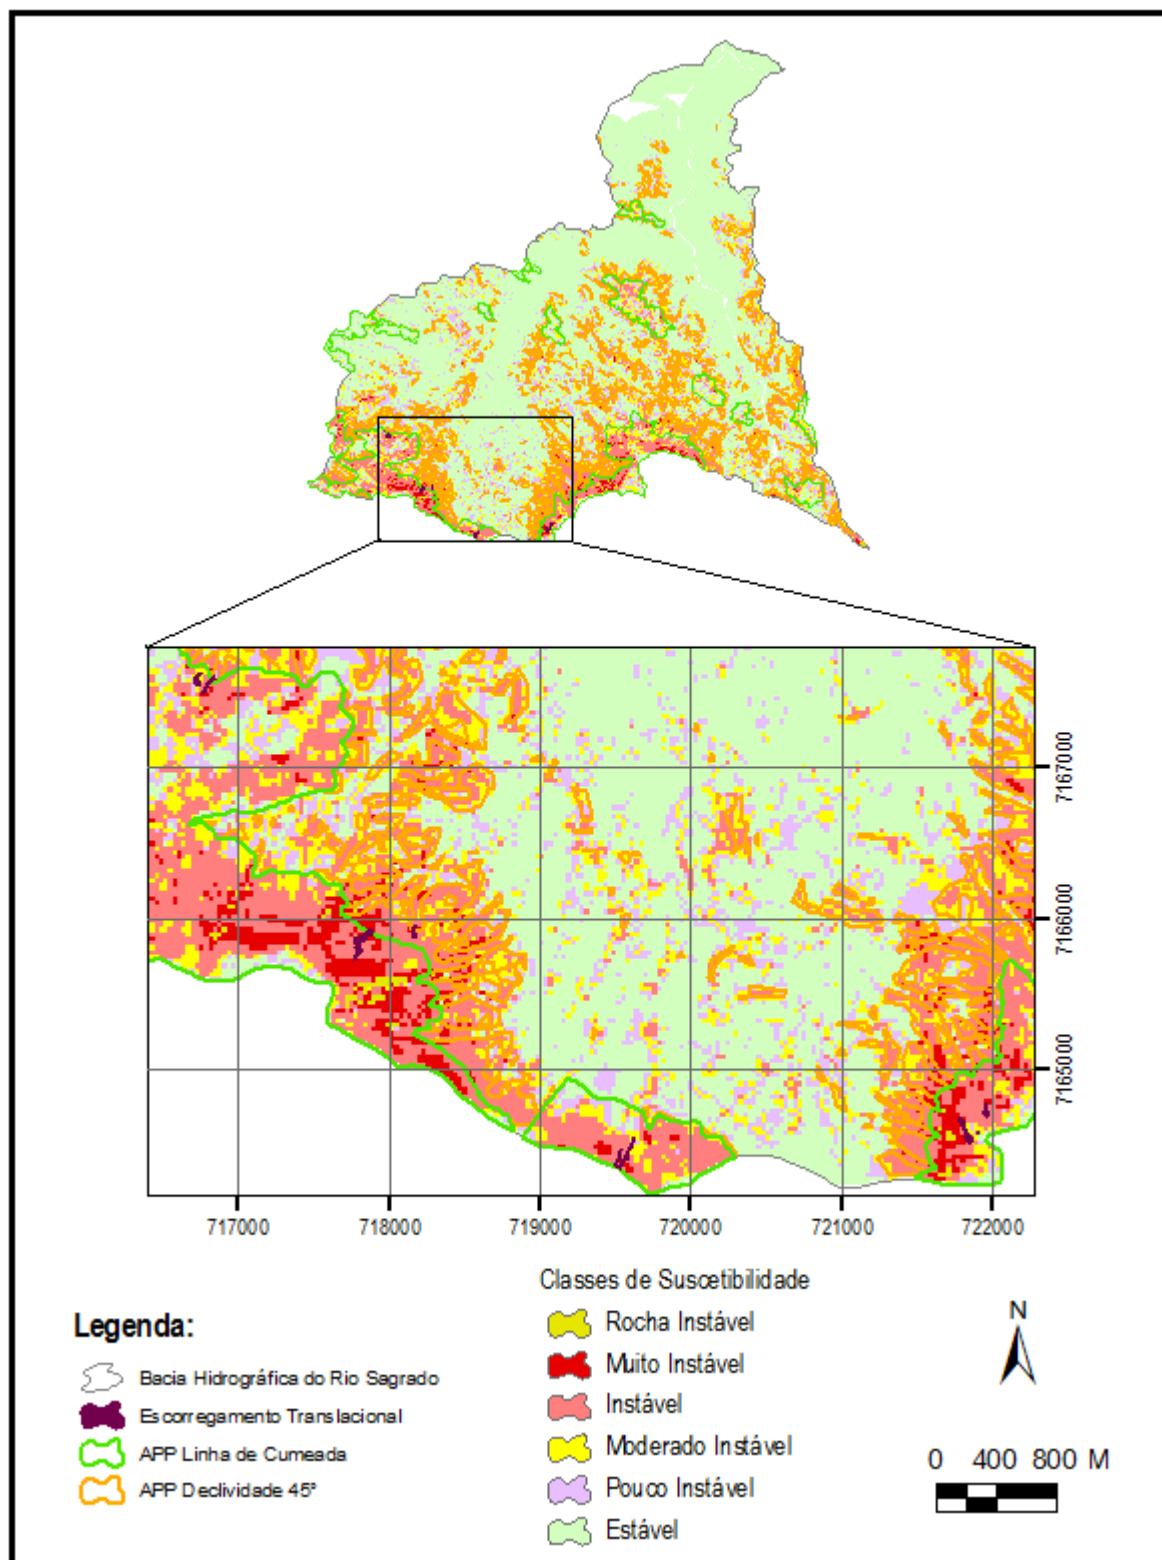 7167000
7166000
7165000
717000 718000 719000 720000 721000 722000
Legenda:
Bacia Hidrográfica do Rio Sagrado
Escorregamento Translacional
APP Linha de Cumeada
APP Declividade 45°
Classes de Suscetibilidade
Rocha Instável
Muito Instável
Instável
Moderado Instável
Pouco Instável
Estável
N
0 400 800 M